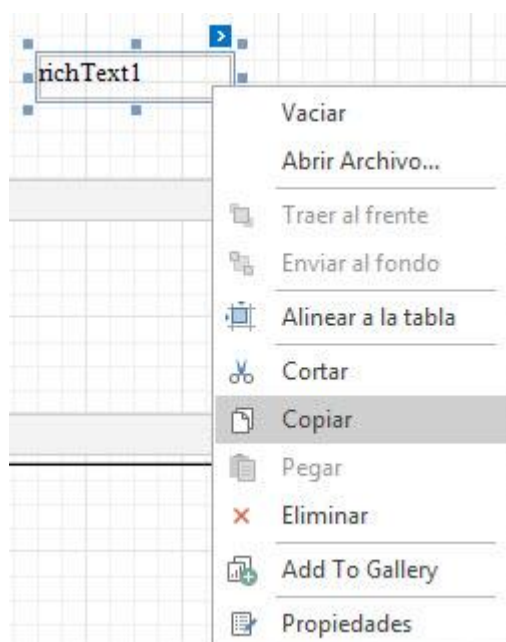 richText1
Vaciar
Abrir Archivo...
Traer al frente
Enviar al fondo
Alinear a la tabla
Cortar
Copiar
Pegar
Eliminar
Add To Gallery
Propiedades